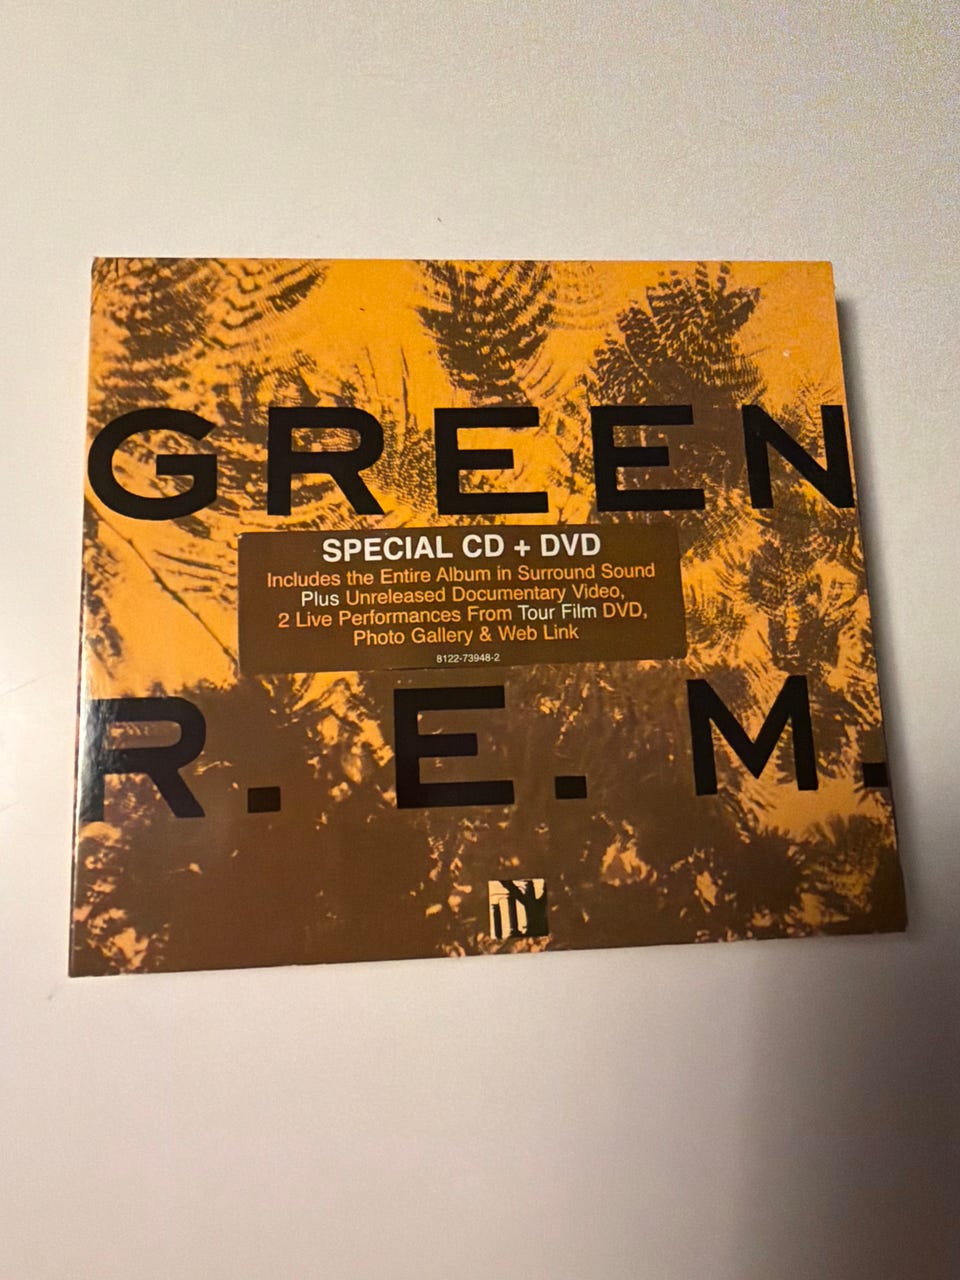 GREEN
SPECIAL CD + DVD
Includes the Entire Album in Surround Sound
Plus Unreleased Documentary Video,
2 Live Performances From Tour Film DVD,
Photo Gallery & Web Link
8122-73948-2
R.E.M.